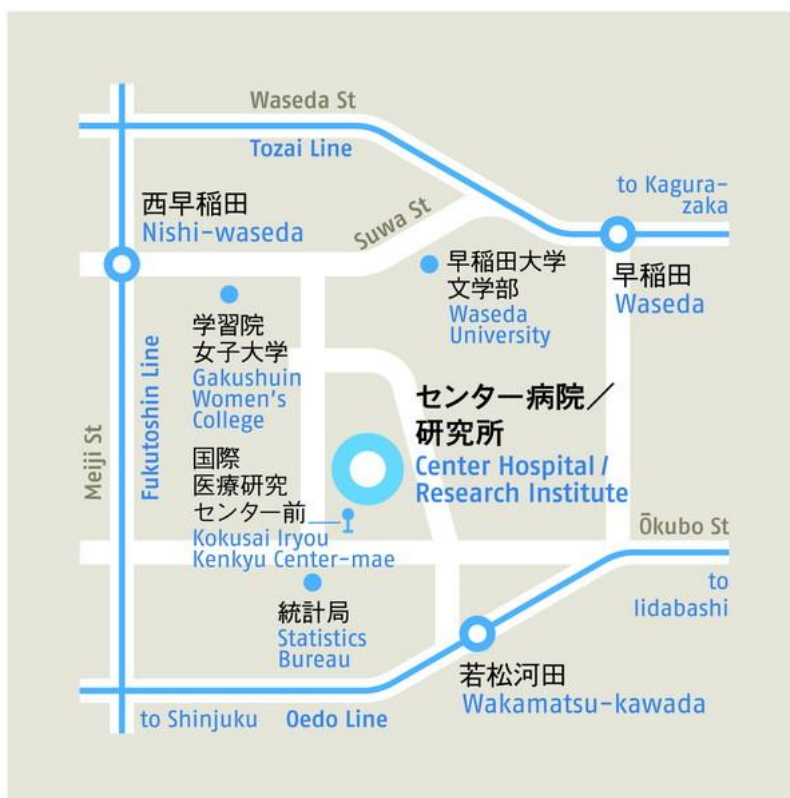 Waseda St
Tozai Line
to Kagura-
zaka
西早稲田
Nishi-waseda
Suwa St
早稲田大学
文学部
Waseda
University
早稲田
Waseda
学習院
女子大学
Gakushuin
Women's
College
Meiji St
Fukutoshin Line
センター病院／
研究所
Center Hospital /
Research Institute
国際
医療研究
センター前
Kokusai Iryou
Kenkyu Center-mae
Ōkubo St
to
Iidabashi
統計局
Statistics
Bureau
若松河田
Wakamatsu-kawada
to Shinjuku
Oedo Line